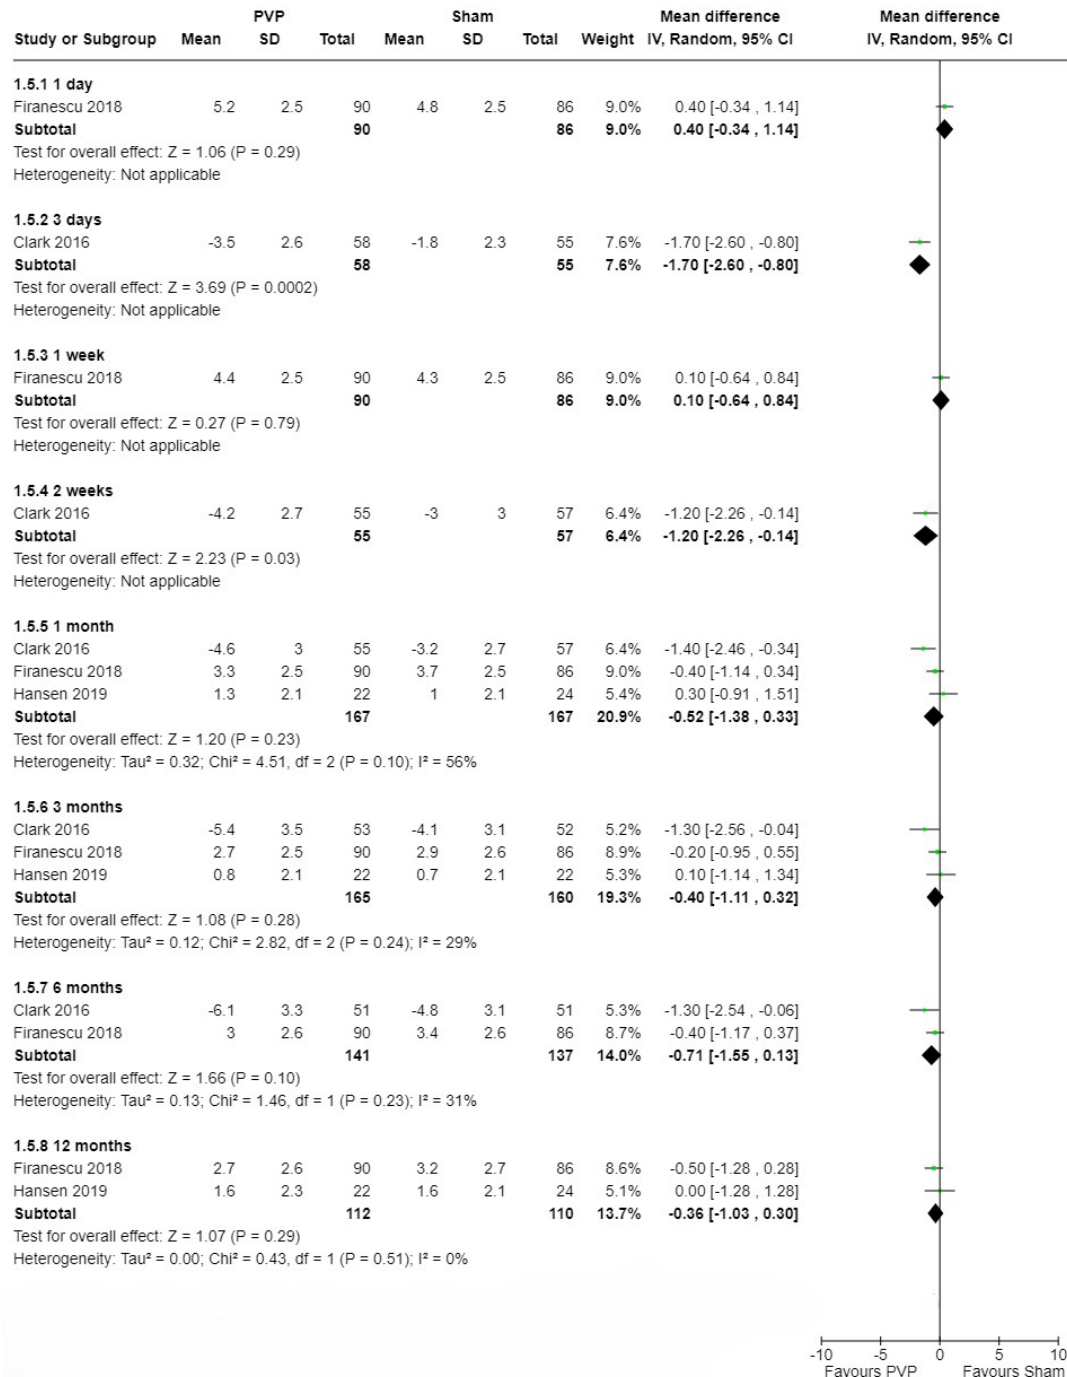 PVP Sham Mean difference Mean difference
Study or Subgroup Mean SD Total Mean SD Total Weight IV, Random, 95% CI IV, Random, 95% CI
1.5.1 1 day
Firanescu 2018 5.2 2.5 90 4.8 2.5 86 9.0% 0.40 [-0.34 , 1.14]
Subtotal 90 86 9.0% 0.40 [-0.34 , 1.14]
Test for overall effect: Z = 1.06 (P = 0.29)
Heterogeneity: Not applicable
1.5.2 3 days
Clark 2016 -3.5 2.6 58 -1.8 2.3 55 7.6% -1.70 [-2.60 , -0.80]
Subtotal 58 55 7.6% -1.70 [-2.60 , -0.80]
Test for overall effect: Z = 3.69 (P = 0.0002)
Heterogeneity: Not applicable
1.5.3 1 week
Firanescu 2018 4.4 2.5 90 4.3 2.5 86 9.0% 0.10 [-0.64 , 0.84]
Subtotal 90 86 9.0% 0.10 [-0.64 , 0.84]
Test for overall effect: Z = 0.27 (P = 0.79)
Heterogeneity: Not applicable
1.5.4 2 weeks
Clark 2016 -4.2 2.7 55 -3 3 57 6.4% -1.20 [-2.26 , -0.14]
Subtotal 55 57 6.4% -1.20 [-2.26 , -0.14]
Test for overall effect: Z = 2.23 (P = 0.03)
Heterogeneity: Not applicable
1.5.5 1 month
Clark 2016 -4.6 3 55 -3.2 2.7 57 6.4% -1.40 [-2.46 , -0.34]
Firanescu 2018 3.3 2.5 90 3.7 2.5 86 9.0% -0.40 [-1.14 , 0.34]
Hansen 2019 1.3 2.1 22 1 2.1 24 5.4% 0.30 [-0.91 , 1.51]
Subtotal 167 167 20.9% -0.52 [-1.38 , 0.33]
Test for overall effect: Z = 1.20 (P = 0.23)
Heterogeneity: Tau² = 0.32; Chi² = 4.51, df = 2 (P = 0.10); I² = 56%
1.5.6 3 months
Clark 2016 -5.4 3.5 53 -4.1 3.1 52 5.2% -1.30 [-2.56 , -0.04]
Firanescu 2018 2.7 2.5 90 2.9 2.6 86 8.9% -0.20 [-0.95 , 0.55]
Hansen 2019 0.8 2.1 22 0.7 2.1 22 5.3% 0.10 [-1.14 , 1.34]
Subtotal 165 160 19.3% -0.40 [-1.11 , 0.32]
Test for overall effect: Z = 1.08 (P = 0.28)
Heterogeneity: Tau² = 0.12; Chi² = 2.82, df = 2 (P = 0.24); I² = 29%
1.5.7 6 months
Clark 2016 -6.1 3.3 51 -4.8 3.1 51 5.3% -1.30 [-2.54 , -0.06]
Firanescu 2018 3 2.6 90 3.4 2.6 86 8.7% -0.40 [-1.17 , 0.37]
Subtotal 141 137 14.0% -0.71 [-1.55 , 0.13]
Test for overall effect: Z = 1.66 (P = 0.10)
Heterogeneity: Tau² = 0.13; Chi² = 1.46, df = 1 (P = 0.23); I² = 31%
1.5.8 12 months
Firanescu 2018 2.7 2.6 90 3.2 2.7 86 8.6% -0.50 [-1.28 , 0.28]
Hansen 2019 1.6 2.3 22 1.6 2.1 24 5.1% 0.00 [-1.28 , 1.28]
Subtotal 112 110 13.7% -0.36 [-1.03 , 0.30]
Test for overall effect: Z = 1.07 (P = 0.29)
Heterogeneity: Tau² = 0.00; Chi² = 0.43, df = 1 (P = 0.51); I² = 0%
-10 -5 0 5 10
Favours PVP Favours Sham